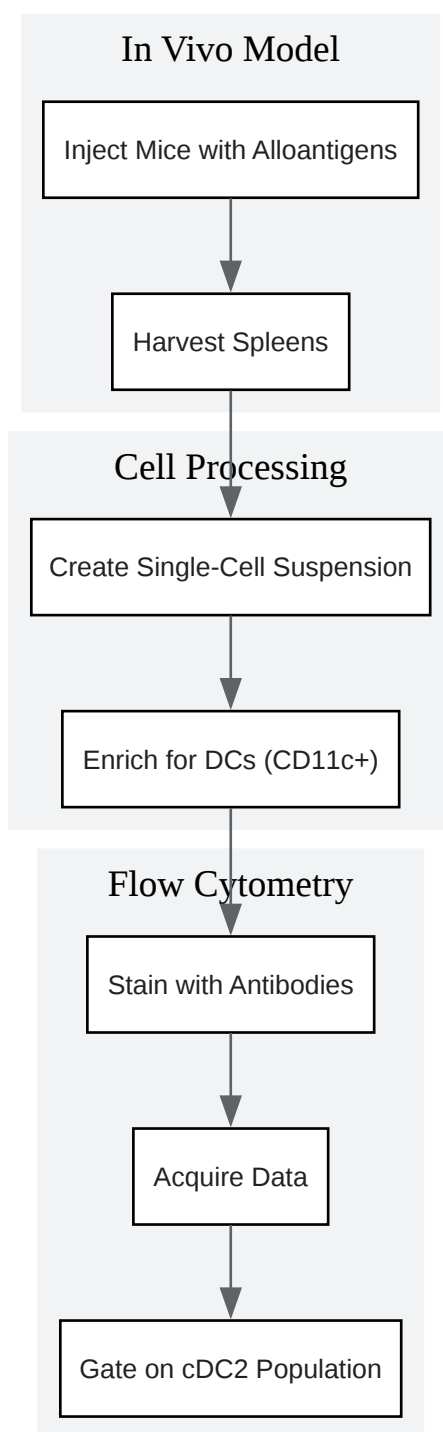 In Vivo Model
Inject Mice with Alloantigens
Harvest Spleens
Cell Processing
Create Single-Cell Suspension
Enrich for DCs (CD11c+)
Flow Cytometry
Stain with Antibodies
Acquire Data
Gate on cDC2 Population